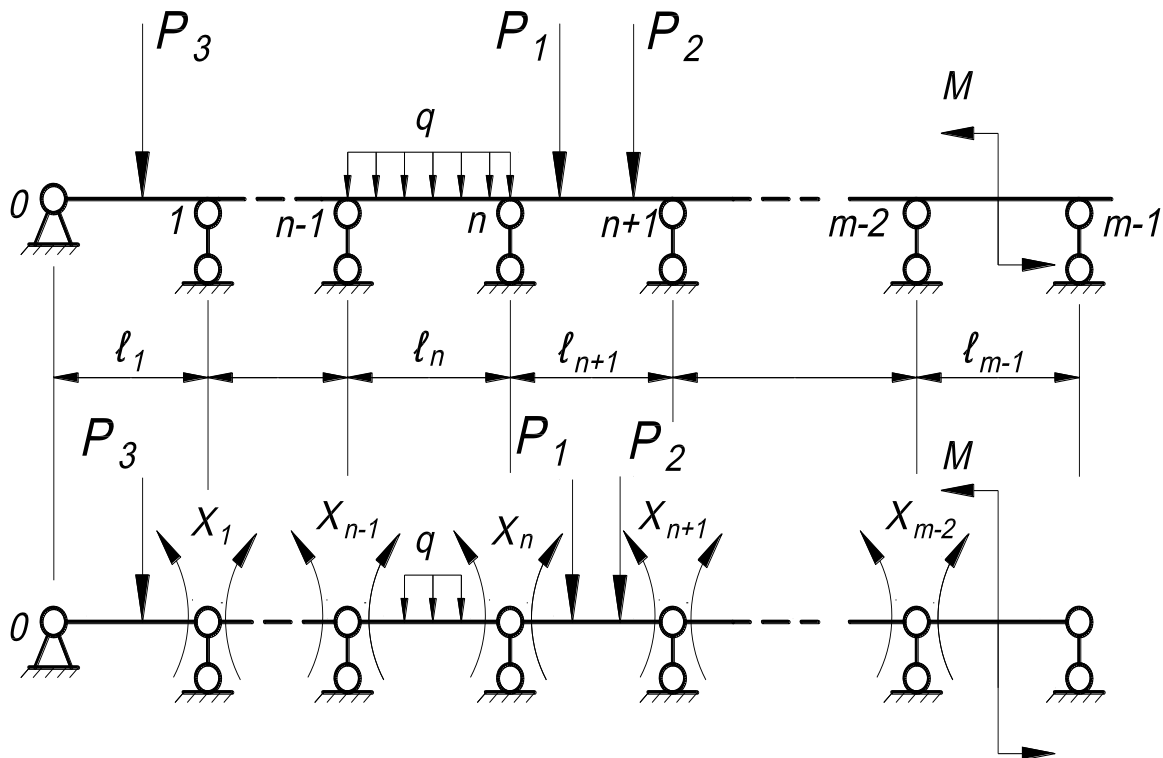 P₃ P₁ P₂
M
q
0 1 n-1 n n+1 m-2 m-1
ℓ₁ ℓₙ ℓₙ₊₁ ℓₘ₋₁
P₃ P₁ P₂
M
X₁ Xₙ₋₁ q Xₙ Xₙ₊₁ Xₘ₋₂
0